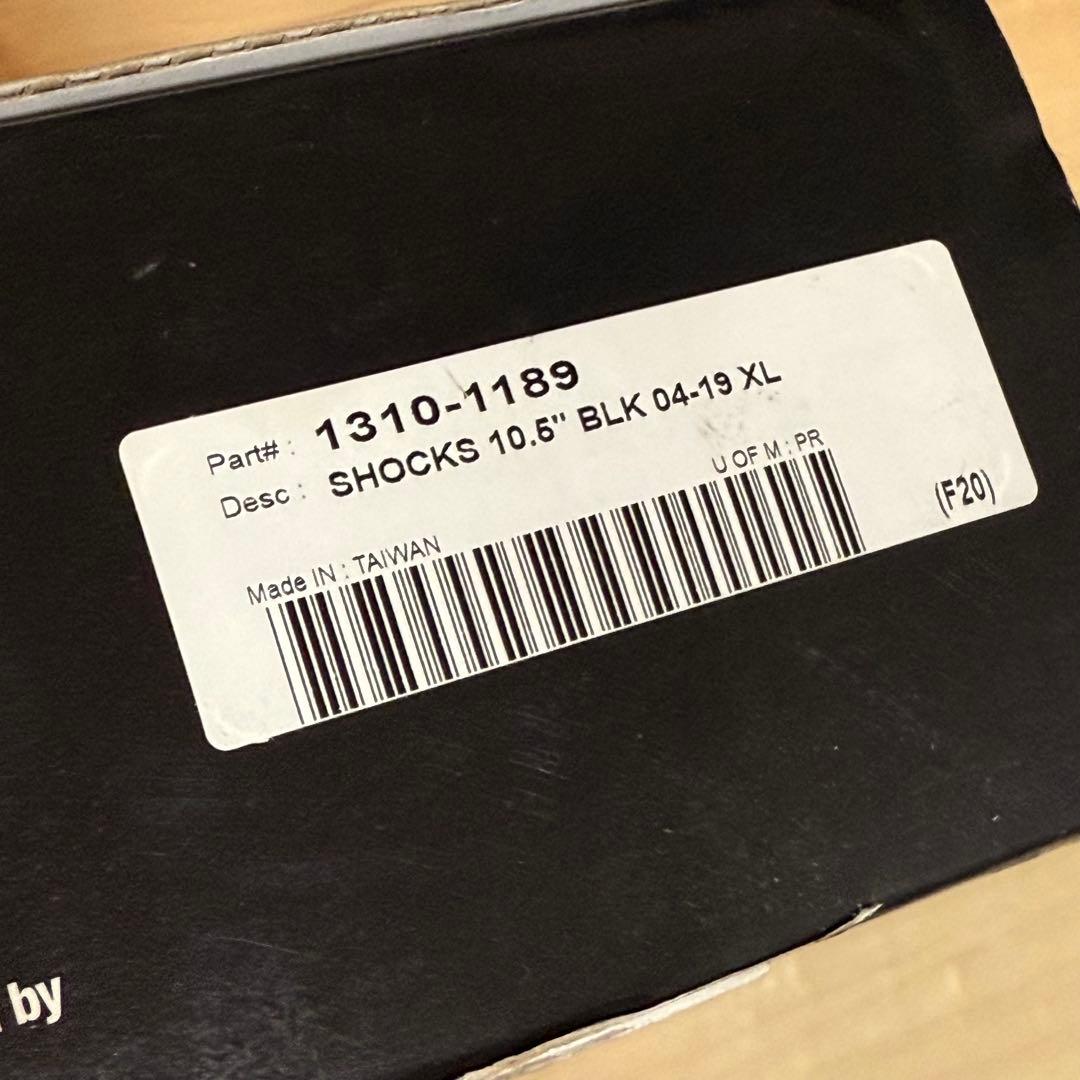 Part# : 1310-1189
Desc : SHOCKS 10.5" BLK 04-19 XL
U OF M : PR
Made IN : TAIWAN
(F20)
by